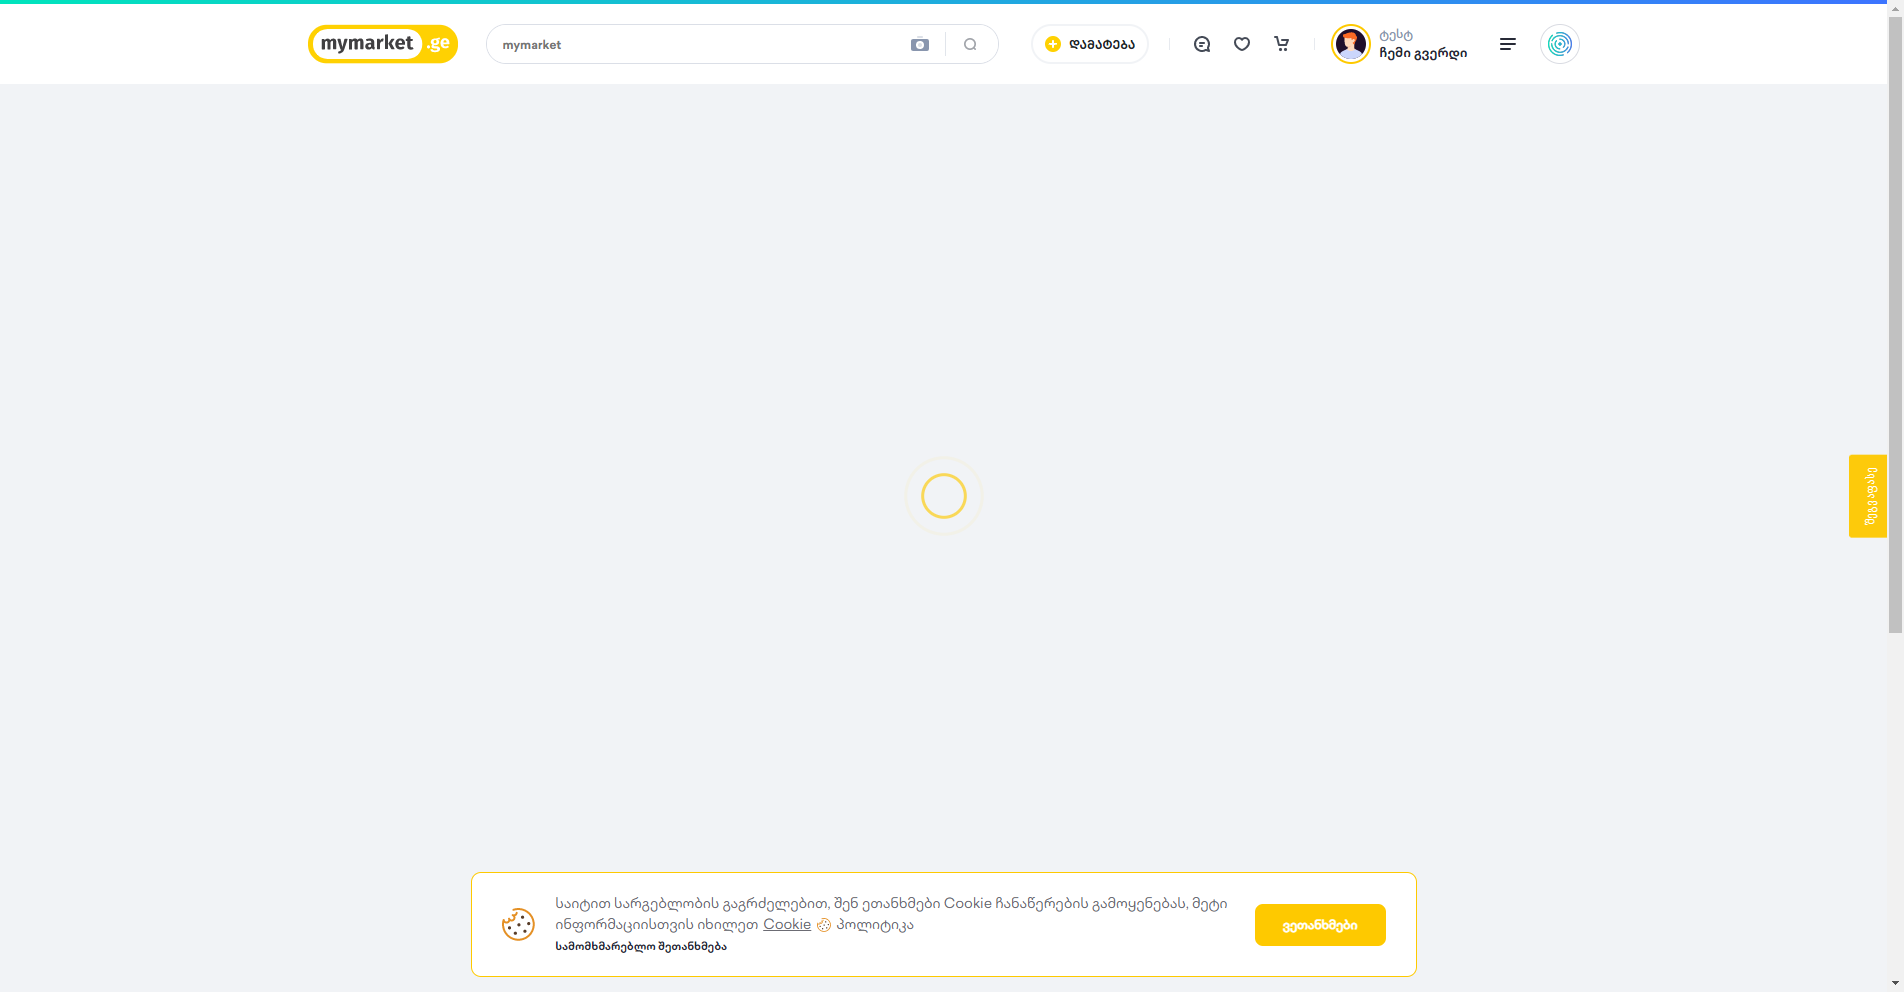 mymarket .ge
mymarket
დამატება
ტესტ
ჩემი გვერდი
შეაფასე
საიტით სარგებლობის გაგრძელებით, შენ ეთანხმები Cookie ჩანაწერების გამოყენებას, მეტი
ინფორმაციისთვის იხილეთ Cookie 🍪 პოლიტიკა
სამომხმარებლო შეთანხმება
ვეთანხმები